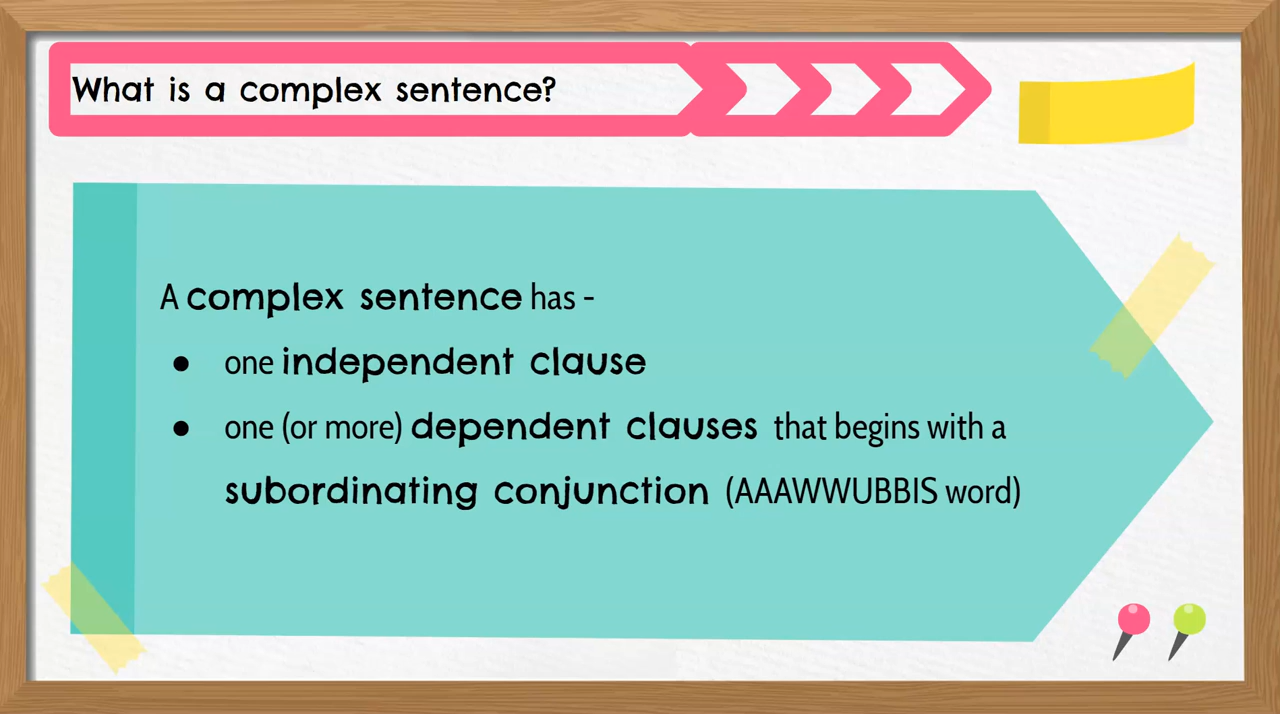 What is a complex sentence?
A complex sentence has -
● one independent clause
● one (or more) dependent clauses that begins with a
subordinating conjunction (AAAWWUBBIS word)